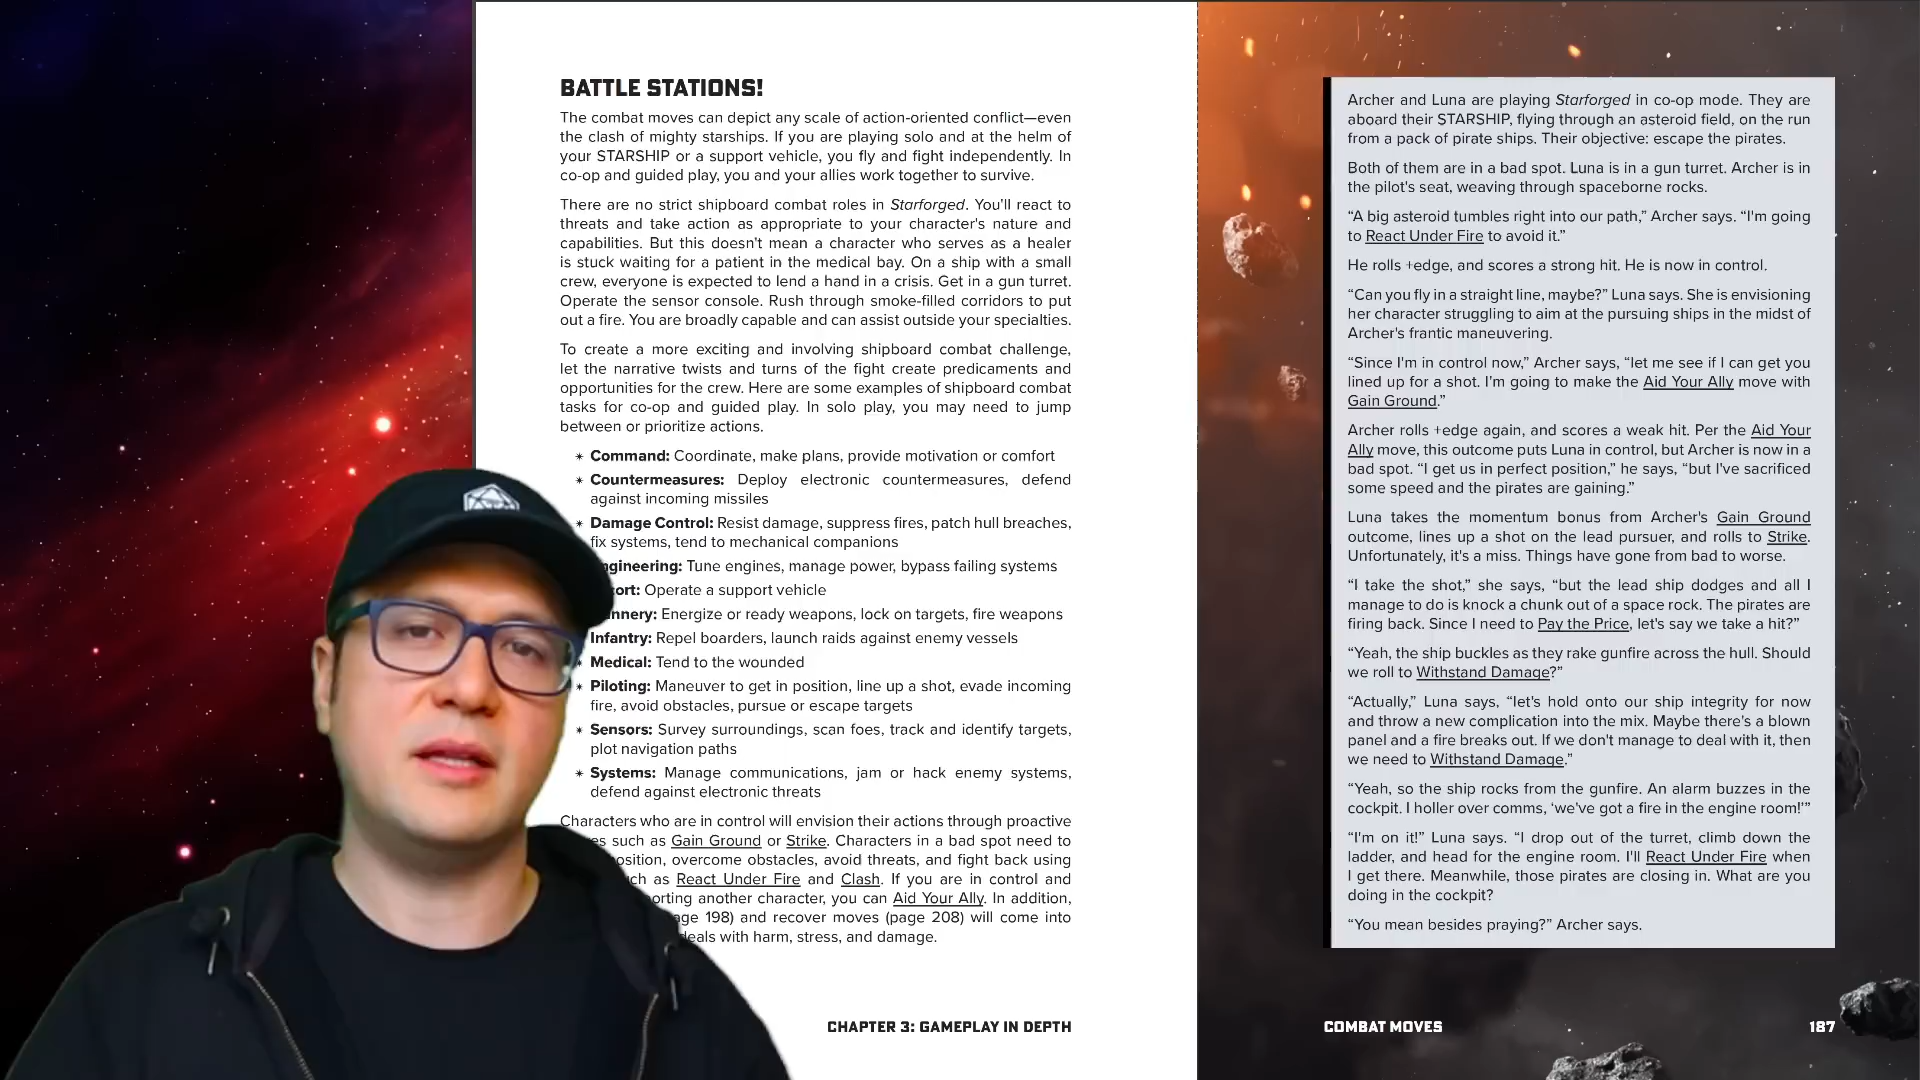 BATTLE STATIONS!
The combat moves can depict any scale of action-oriented conflict—even
the clash of mighty starships. If you are playing solo and at the helm of
your STARSHIP or a support vehicle, you fly and fight independently. In
co-op and guided play, you and your allies work together to survive.
There are no strict shipboard combat roles in Starforged. You'll react to
threats and take action as appropriate to your character's nature and
capabilities. But this doesn't mean a character who serves as a healer
is stuck waiting for a patient in the medical bay. On a ship with a small
crew, everyone is expected to lend a hand in a crisis. Get in a gun turret.
Operate the sensor console. Rush through smoke-filled corridors to put
out a fire. You are broadly capable and can assist outside your specialties.
To create a more exciting and involving shipboard combat challenge,
let the narrative twists and turns of the fight create predicaments and
opportunities for the crew. Here are some examples of shipboard combat
tasks for co-op and guided play. In solo play, you may need to jump
between or prioritize actions.
✴ Command: Coordinate, make plans, provide motivation or comfort
✴ Countermeasures: Deploy electronic countermeasures, defend
against incoming missiles
✴ Damage Control: Resist damage, suppress fires, patch hull breaches,
fix systems, tend to mechanical companions
ngineering: Tune engines, manage power, bypass failing systems
ort: Operate a support vehicle
nnery: Energize or ready weapons, lock on targets, fire weapons
Infantry: Repel boarders, launch raids against enemy vessels
✴ Medical: Tend to the wounded
✴ Piloting: Maneuver to get in position, line up a shot, evade incoming
fire, avoid obstacles, pursue or escape targets
✴ Sensors: Survey surroundings, scan foes, track and identify targets,
plot navigation paths
✴ Systems: Manage communications, jam or hack enemy systems,
defend against electronic threats
Characters who are in control will envision their actions through proactive
es such as Gain Ground or Strike. Characters in a bad spot need to
osition, overcome obstacles, avoid threats, and fight back using
ch as React Under Fire and Clash. If you are in control and
orting another character, you can Aid Your Ally. In addition,
age 198) and recover moves (page 208) will come into
deals with harm, stress, and damage.
CHAPTER 3: GAMEPLAY IN DEPTH
Archer and Luna are playing Starforged in co-op mode. They are
aboard their STARSHIP, flying through an asteroid field, on the run
from a pack of pirate ships. Their objective: escape the pirates.
Both of them are in a bad spot. Luna is in a gun turret. Archer is in
the pilot's seat, weaving through spaceborne rocks.
“A big asteroid tumbles right into our path,” Archer says. “I'm going
to React Under Fire to avoid it.”
He rolls +edge, and scores a strong hit. He is now in control.
“Can you fly in a straight line, maybe?” Luna says. She is envisioning
her character struggling to aim at the pursuing ships in the midst of
Archer's frantic maneuvering.
“Since I'm in control now,” Archer says, “let me see if I can get you
lined up for a shot. I'm going to make the Aid Your Ally move with
Gain Ground.”
Archer rolls +edge again, and scores a weak hit. Per the Aid Your
Ally move, this outcome puts Luna in control, but Archer is now in a
bad spot. “I get us in perfect position,” he says, “but I've sacrificed
some speed and the pirates are gaining.”
Luna takes the momentum bonus from Archer's Gain Ground
outcome, lines up a shot on the lead pursuer, and rolls to Strike.
Unfortunately, it's a miss. Things have gone from bad to worse.
“I take the shot,” she says, “but the lead ship dodges and all I
manage to do is knock a chunk out of a space rock. The pirates are
firing back. Since I need to Pay the Price, let's say we take a hit?”
“Yeah, the ship buckles as they rake gunfire across the hull. Should
we roll to Withstand Damage?”
“Actually,” Luna says, “let's hold onto our ship integrity for now
and throw a new complication into the mix. Maybe there's a blown
panel and a fire breaks out. If we don't manage to deal with it, then
we need to Withstand Damage.”
“Yeah, so the ship rocks from the gunfire. An alarm buzzes in the
cockpit. I holler over comms, ‘we've got a fire in the engine room!’”
“I'm on it!” Luna says. “I drop out of the turret, climb down the
ladder, and head for the engine room. I'll React Under Fire when
I get there. Meanwhile, those pirates are closing in. What are you
doing in the cockpit?
“You mean besides praying?” Archer says.
COMBAT MOVES
187